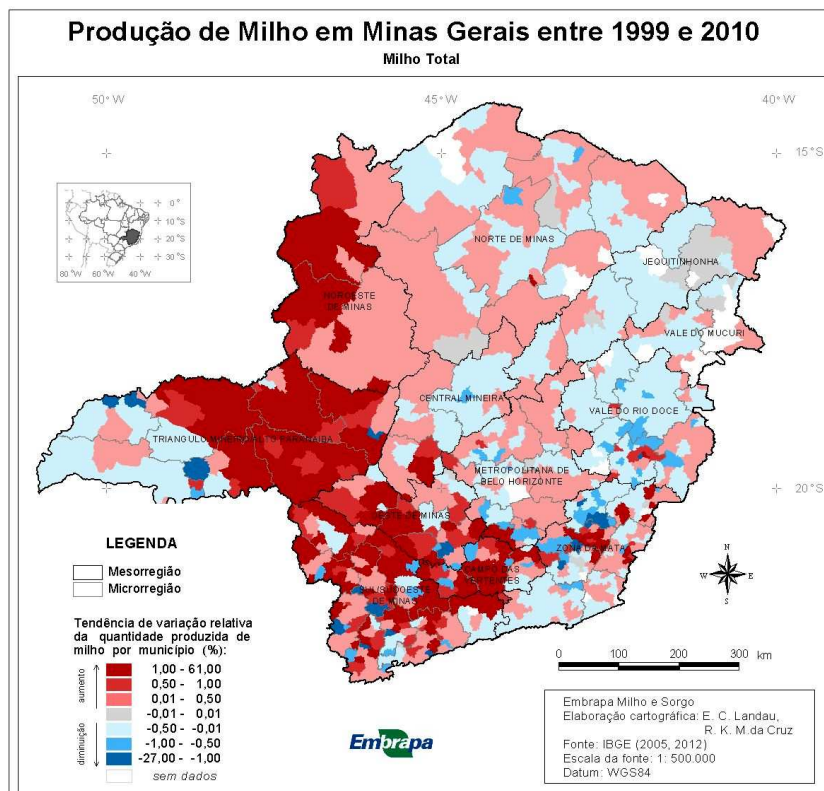 Produção de Milho em Minas Gerais entre 1999 e 2010
Milho Total
50° W
45° W
40° W
15°S
20°S
0°
10°S
20°S
30°S
80°W
60°W
40°W
NORTE DE MINAS
JEQUITINHONHA
NOROESTE
DE MINAS
VALE DO MUCURI
CENTRAL MINEIRA
VALE DO RIO DOCE
METROPOLITANA DE
BELO HORIZONTE
OESTE DE MINAS
ZONA DA MATA
CAMPO DAS
VERTENTES
SUL/SUDOESTE
DE MINAS
N
W
E
S
LEGENDA
Mesorregião
Microrregião
Tendência de variação relativa
da quantidade produzida de
milho por município (%):
aumento
1,00 - 61,00
0,50 - 1,00
0,01 - 0,50
-0,01 - 0,01
diminuição
-0,50 - -0,01
-1,00 - -0,50
-27,00 - -1,00
sem dados
0 50 100 200 300 km
Embrapa
Embrapa Milho e Sorgo
Elaboração cartográfica: E. C. Landau,
R. K. M.da Cruz
Fonte: IBGE (2005, 2012)
Escala da fonte: 1: 500.000
Datum: WGS84